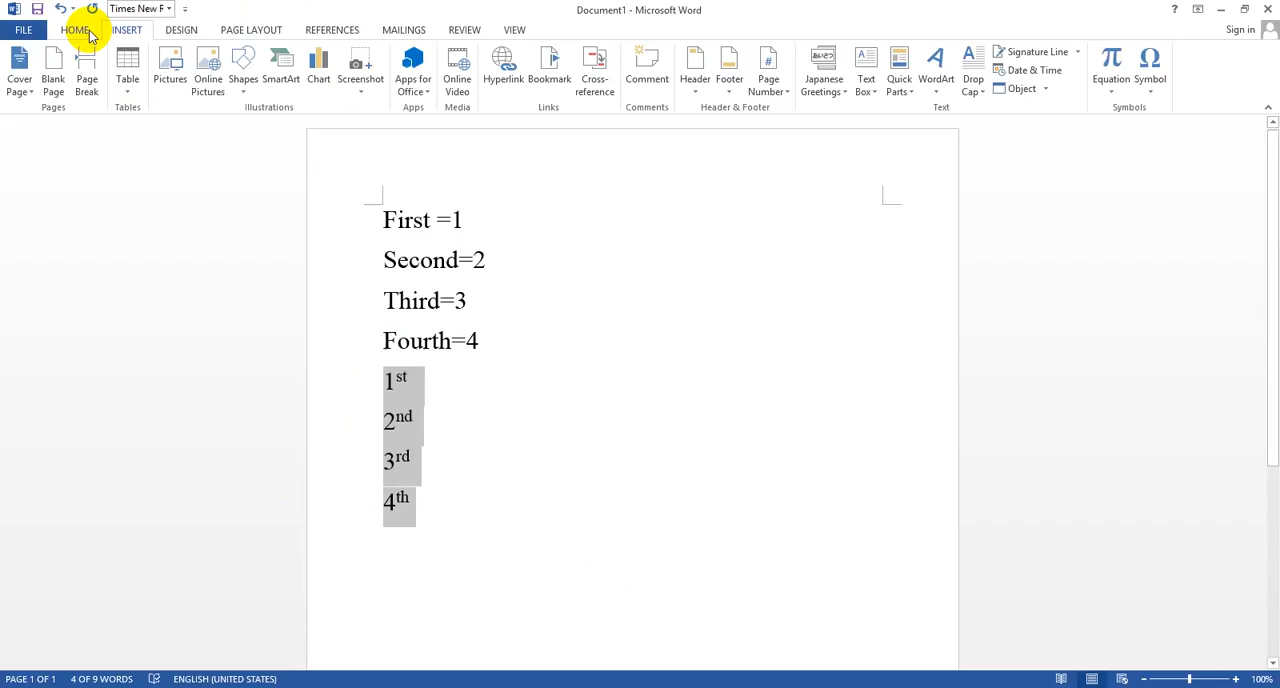 Times New R
Document1 - Microsoft Word
?
FILE HOME INSERT DESIGN PAGE LAYOUT REFERENCES MAILINGS REVIEW VIEW
Sign in
Cover Page
Blank Page
Page Break
Table
Pictures
Online Pictures
Shapes
SmartArt
Chart
Screenshot
Apps for Office
Online Video
Hyperlink
Bookmark
Cross-reference
Comment
Header
Footer
Page Number
Japanese Greetings
Text Box
Quick Parts
WordArt
Drop Cap
Signature Line
Date & Time
Object
Equation
Symbol
Pages Tables Illustrations Apps Media Links Comments Header & Footer Text Symbols
First =1
Second=2
Third=3
Fourth=4
1st
2nd
3rd
4th
PAGE 1 OF 1 4 OF 9 WORDS ENGLISH (UNITED STATES) 100%